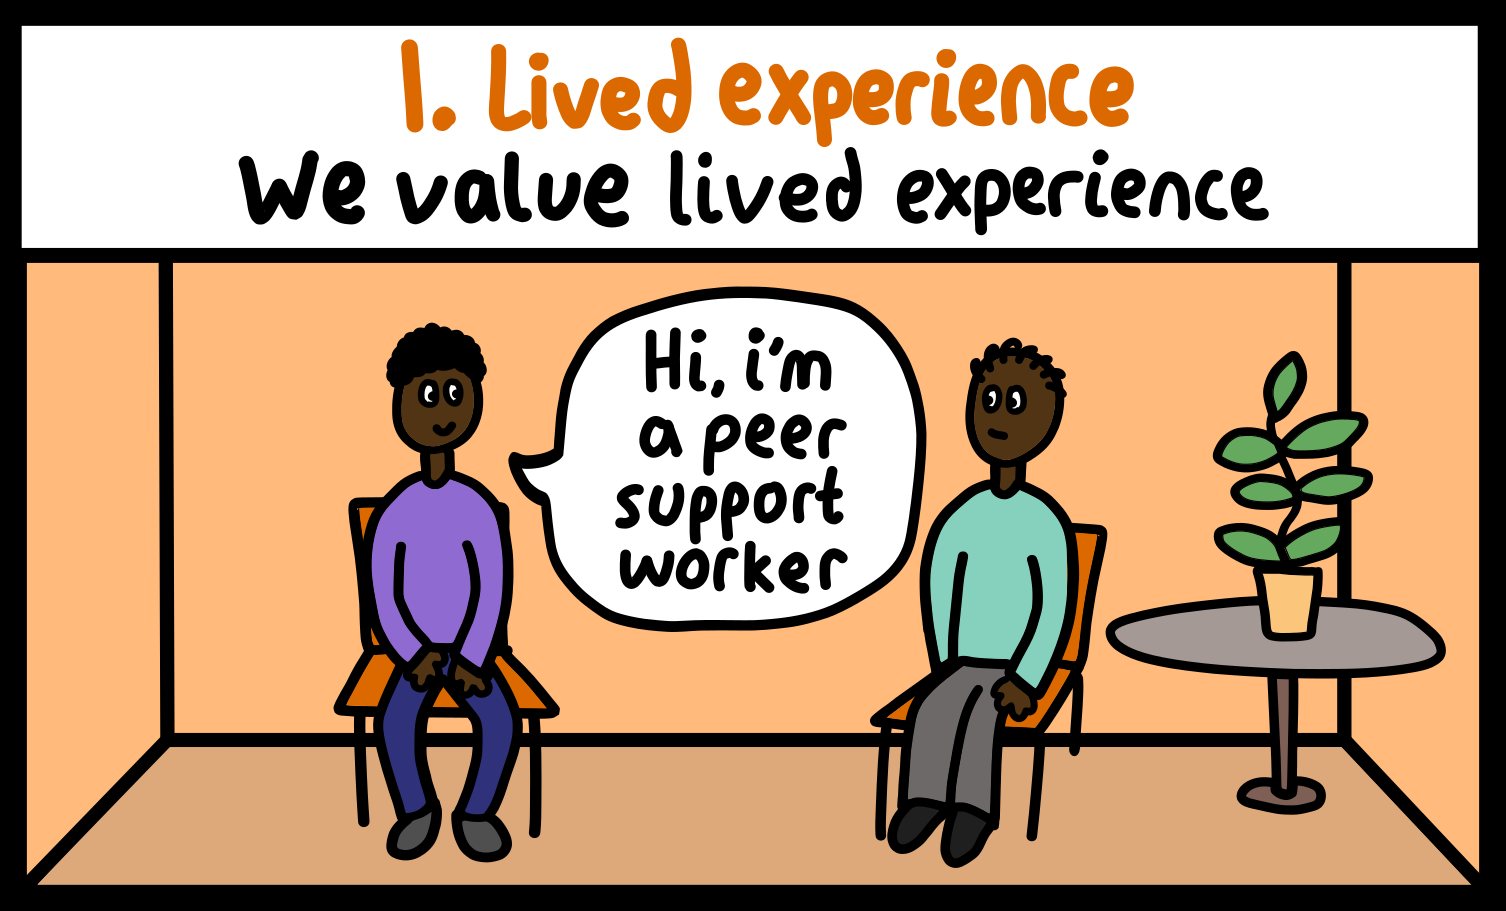 1. Lived experience
We value lived experience
Hi, i'm
a peer
support
worker